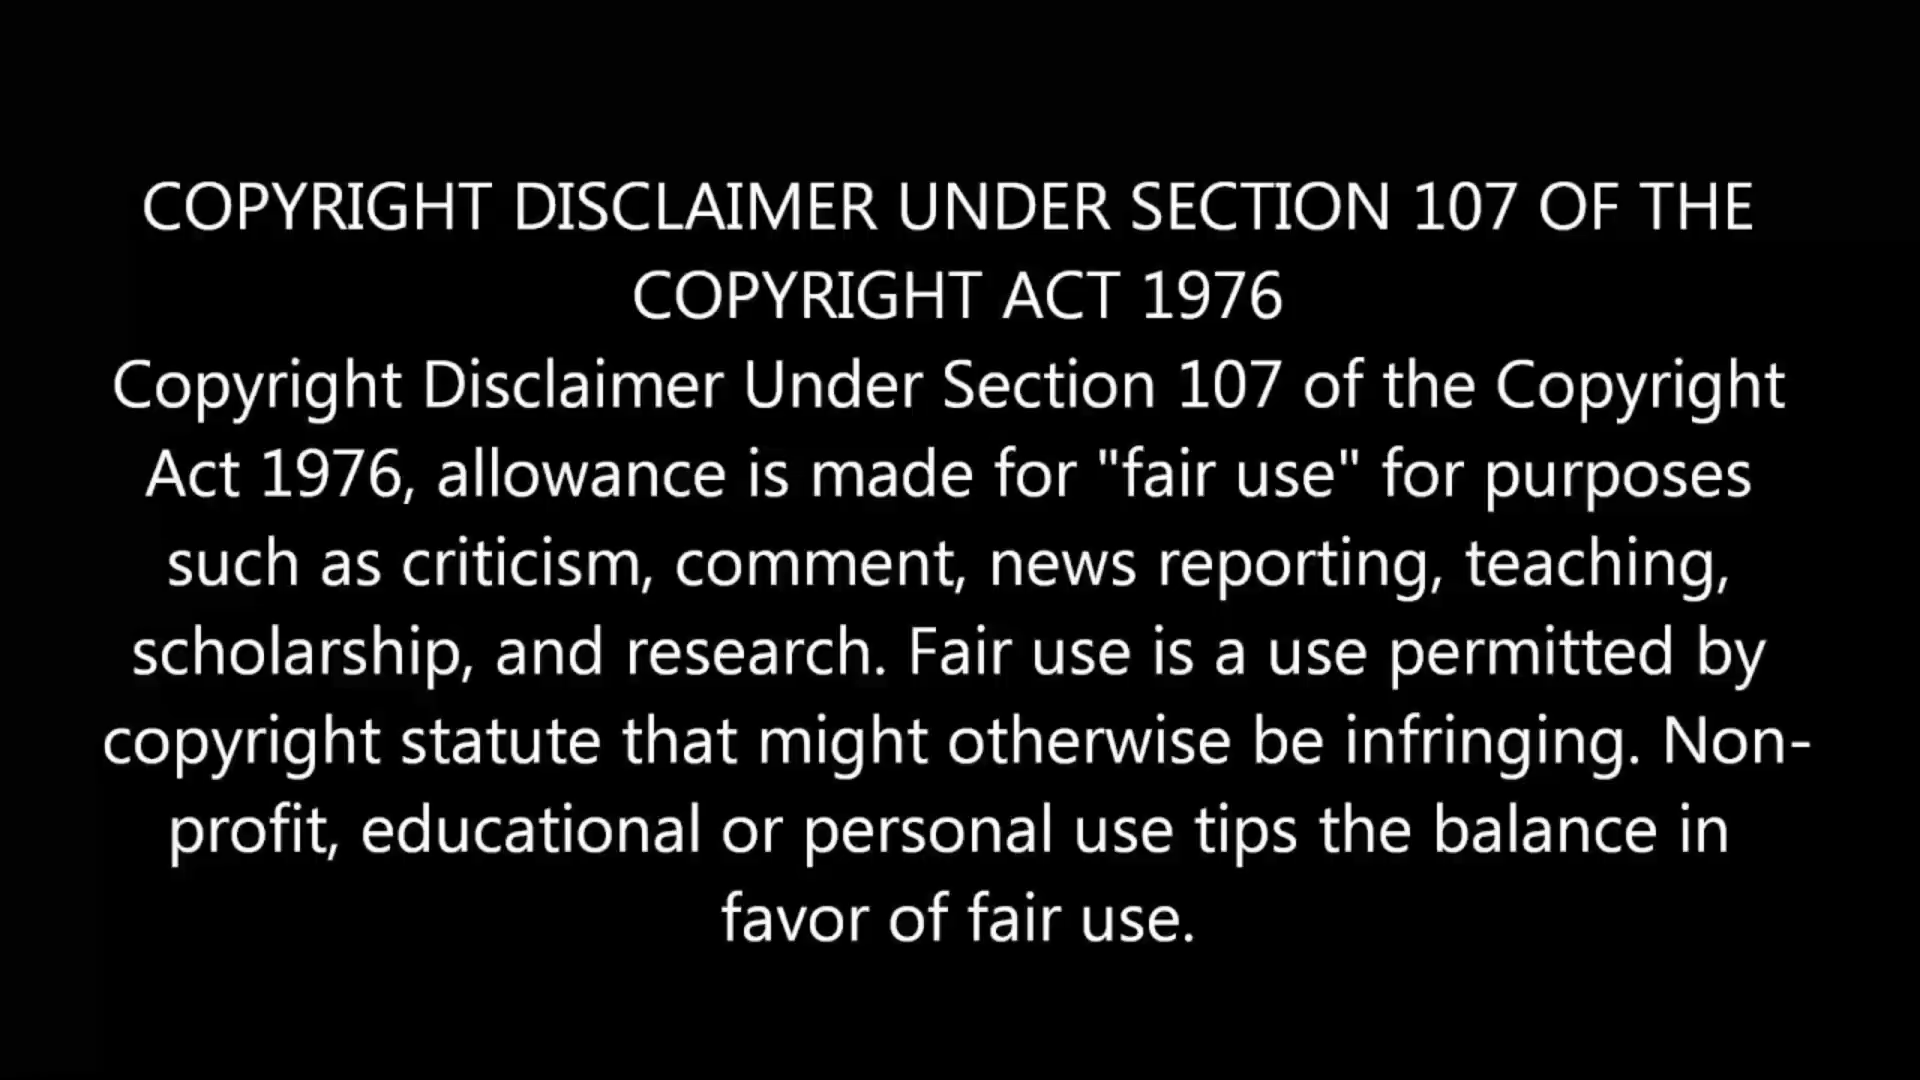 COPYRIGHT DISCLAIMER UNDER SECTION 107 OF THE
COPYRIGHT ACT 1976
Copyright Disclaimer Under Section 107 of the Copyright
Act 1976, allowance is made for "fair use" for purposes
such as criticism, comment, news reporting, teaching,
scholarship, and research. Fair use is a use permitted by
copyright statute that might otherwise be infringing. Non-
profit, educational or personal use tips the balance in
favor of fair use.